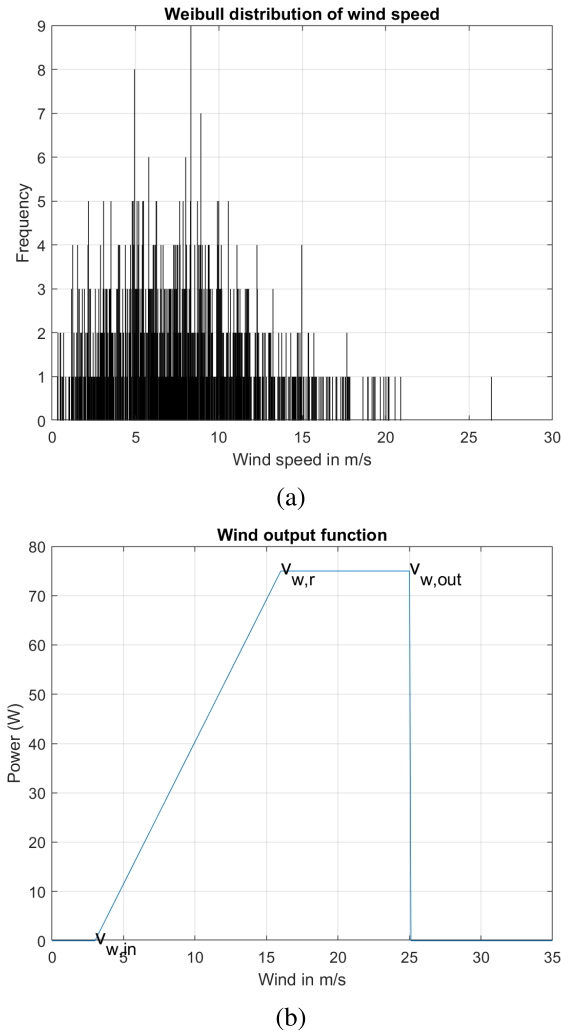 Weibull distribution of wind speed
9
8
7
6
5
4
3
2
1
0
Frequency
0 5 10 15 20 25 30
Wind speed in m/s
(a)
Wind output function
80
70
60
50
40
30
20
10
0
Power (W)
v w,r
v w,out
v w,in
0 5 10 15 20 25 30 35
Wind in m/s
(b)